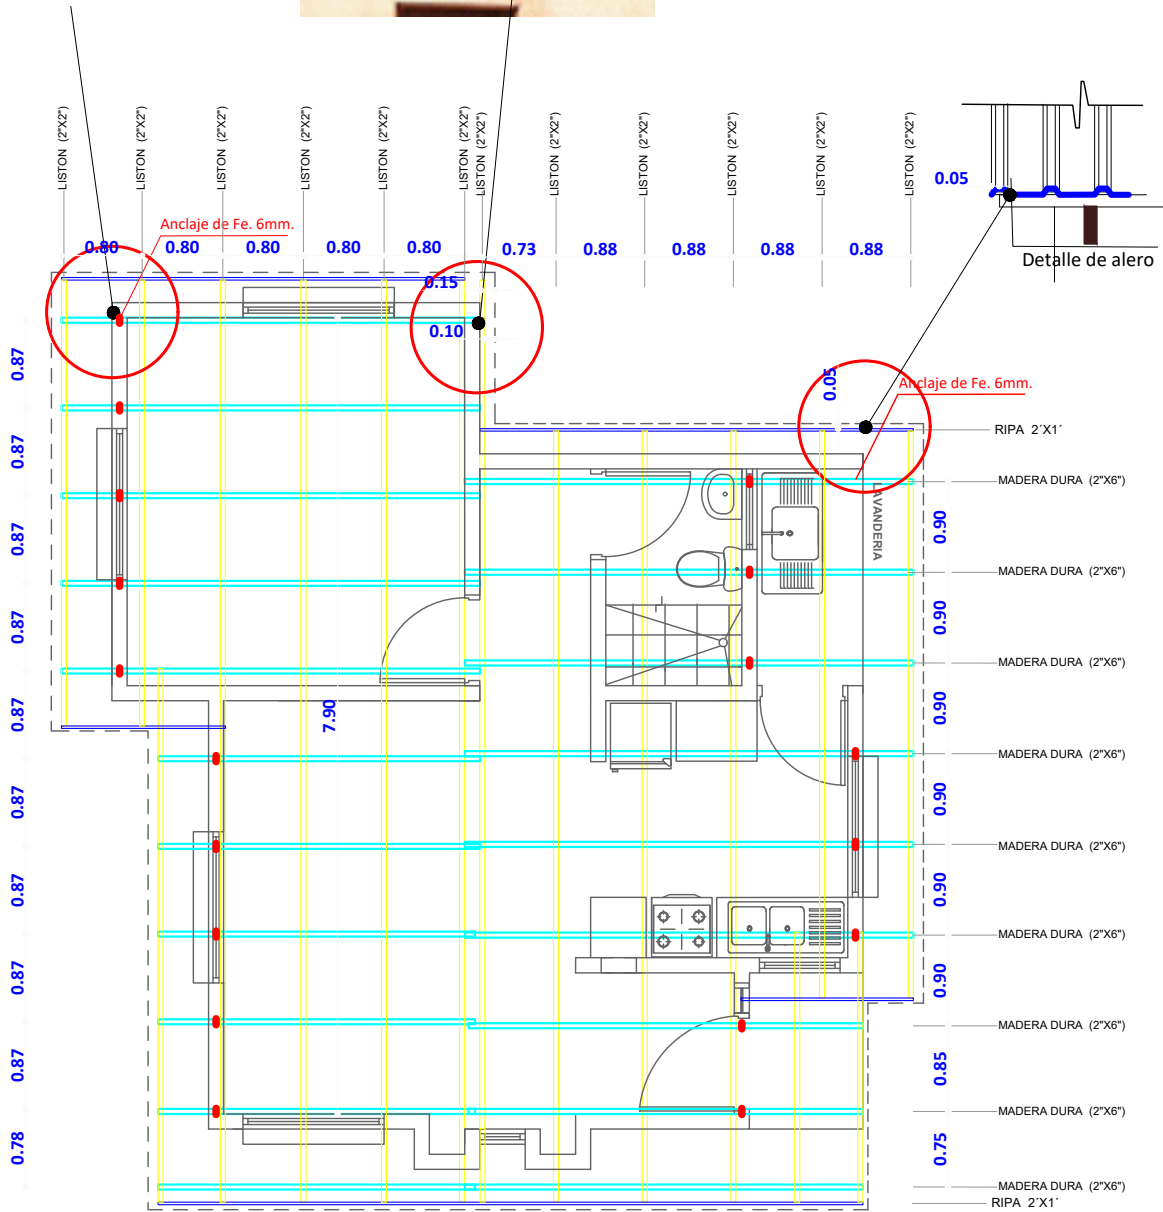 LISTON (2"X2")
LISTON (2"X2")
LISTON (2"X2")
LISTON (2"X2")
LISTON (2"X2")
LISTON (2"X2")
LISTON (2"X2")
LISTON (2"X2")
LISTON (2"X2")
LISTON (2"X2")
LISTON (2"X2")
LISTON (2"X2")
0.05
Detalle de alero
Anclaje de Fe. 6mm.
0.80
0.80
0.80
0.80
0.80
0.73
0.88
0.88
0.88
0.88
0.15
0.10
0.05
Anclaje de Fe. 6mm.
RIPA 2´X1´
MADERA DURA (2"X6")
MADERA DURA (2"X6")
MADERA DURA (2"X6")
MADERA DURA (2"X6")
MADERA DURA (2"X6")
MADERA DURA (2"X6")
MADERA DURA (2"X6")
MADERA DURA (2"X6")
MADERA DURA (2"X6")
RIPA 2´X1´
LAVANDERIA
7.90
0.87
0.87
0.87
0.87
0.87
0.87
0.87
0.87
0.87
0.78
0.90
0.90
0.90
0.90
0.90
0.90
0.85
0.75